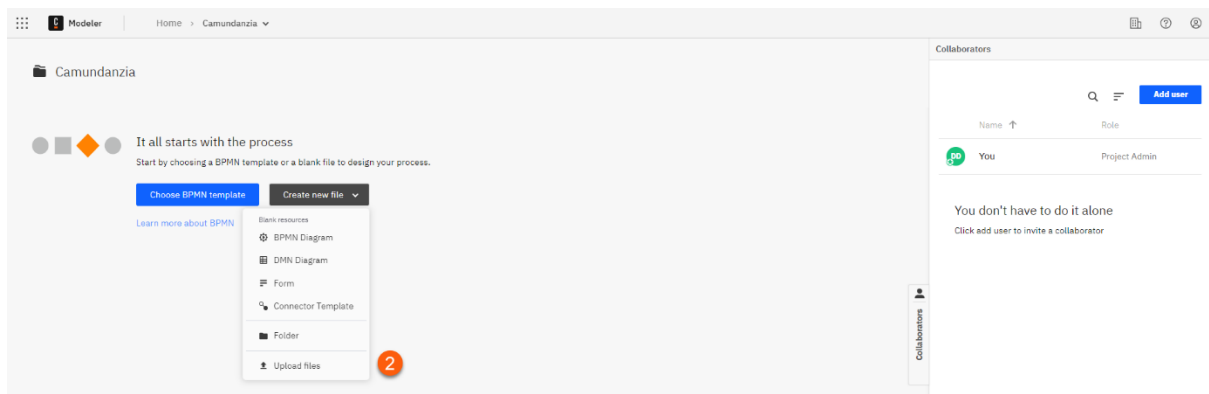 Modeler
Home › Camundanzia
Collaborators
Camundanzia
Add user
Name ↑ Role
DD You Project Admin
It all starts with the process
Start by choosing a BPMN template or a blank file to design your process.
Choose BPMN template Create new file
Learn more about BPMN
Blank resources
BPMN Diagram
DMN Diagram
Form
Connector Template
Folder
Upload files
2
You don't have to do it alone
Click add user to invite a collaborator
Collaborators